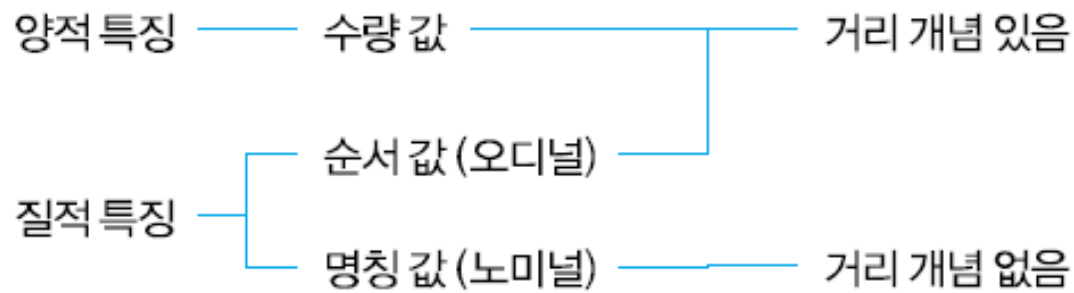 양적 특징 수량 값 거리 개념 있음
순서 값 (오디널)
질적 특징
명칭 값 (노미널) 거리 개념 없음